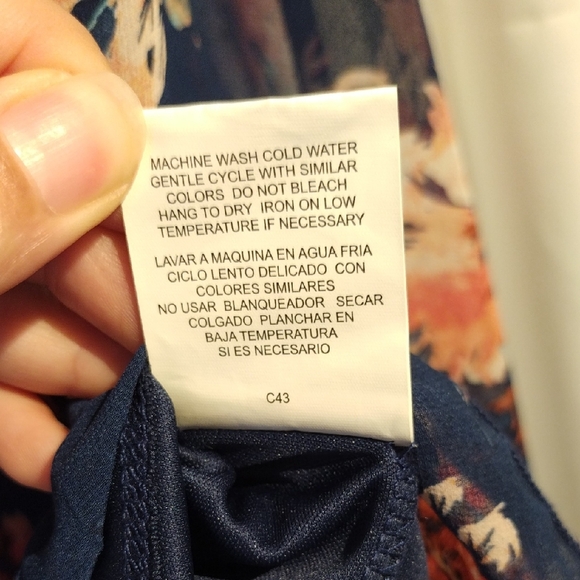 MACHINE WASH COLD WATER
GENTLE CYCLE WITH SIMILAR
COLORS DO NOT BLEACH
HANG TO DRY IRON ON LOW
TEMPERATURE IF NECESSARY
LAVAR A MAQUINA EN AGUA FRIA
CICLO LENTO DELICADO CON
COLORES SIMILARES
NO USAR BLANQUEADOR SECAR
COLGADO PLANCHAR EN
BAJA TEMPERATURA
SI ES NECESARIO
C43